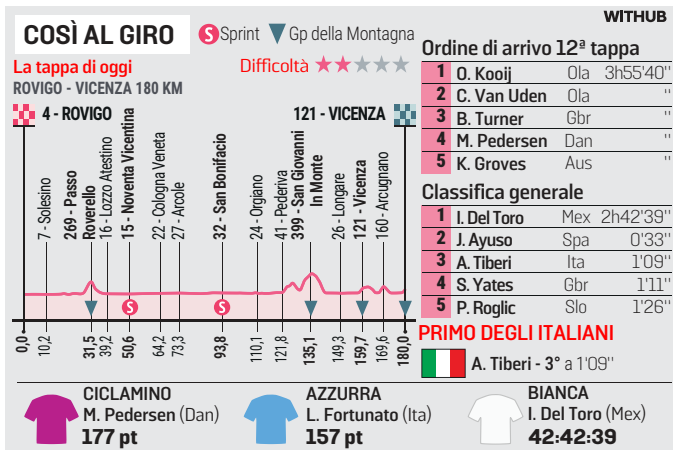 WITHUB
COSÌ AL GIRO
S Sprint Gp della Montagna
La tappa di oggi
Difficoltà
ROVIGO - VICENZA 180 KM
4 - ROVIGO
121 - VICENZA
7 - Solesino
269 - Passo
Roverello
16 - Lozzo Atestino
15 - Noventa Vicentina
22 - Cologna Veneta
27 - Arcole
32 - San Bonifacio
24 - Orgiano
41 - Pederiva
399 - San Giovanni
In Monte
26 - Longare
121 - Vicenza
160 - Arcugnano
S
S
0,0
10,2
31,5
39,2
50,6
64,2
73,3
93,8
110,1
121,8
135,1
149,3
159,7
169,6
180,0
Ordine di arrivo 12ª tappa
1 O. Kooij Ola 3h55'40"
2 C. Van Uden Ola "
3 B. Turner Gbr "
4 M. Pedersen Dan "
5 K. Groves Aus "
Classifica generale
1 I. Del Toro Mex 2h42'39"
2 J. Ayuso Spa 0'33"
3 A. Tiberi Ita 1'09"
4 S. Yates Gbr 1'11"
5 P. Roglic Slo 1'26"
PRIMO DEGLI ITALIANI
A. Tiberi - 3° a 1'09"
CICLAMINO
M. Pedersen (Dan)
177 pt
AZZURRA
L. Fortunato (Ita)
157 pt
BIANCA
I. Del Toro (Mex)
42:42:39